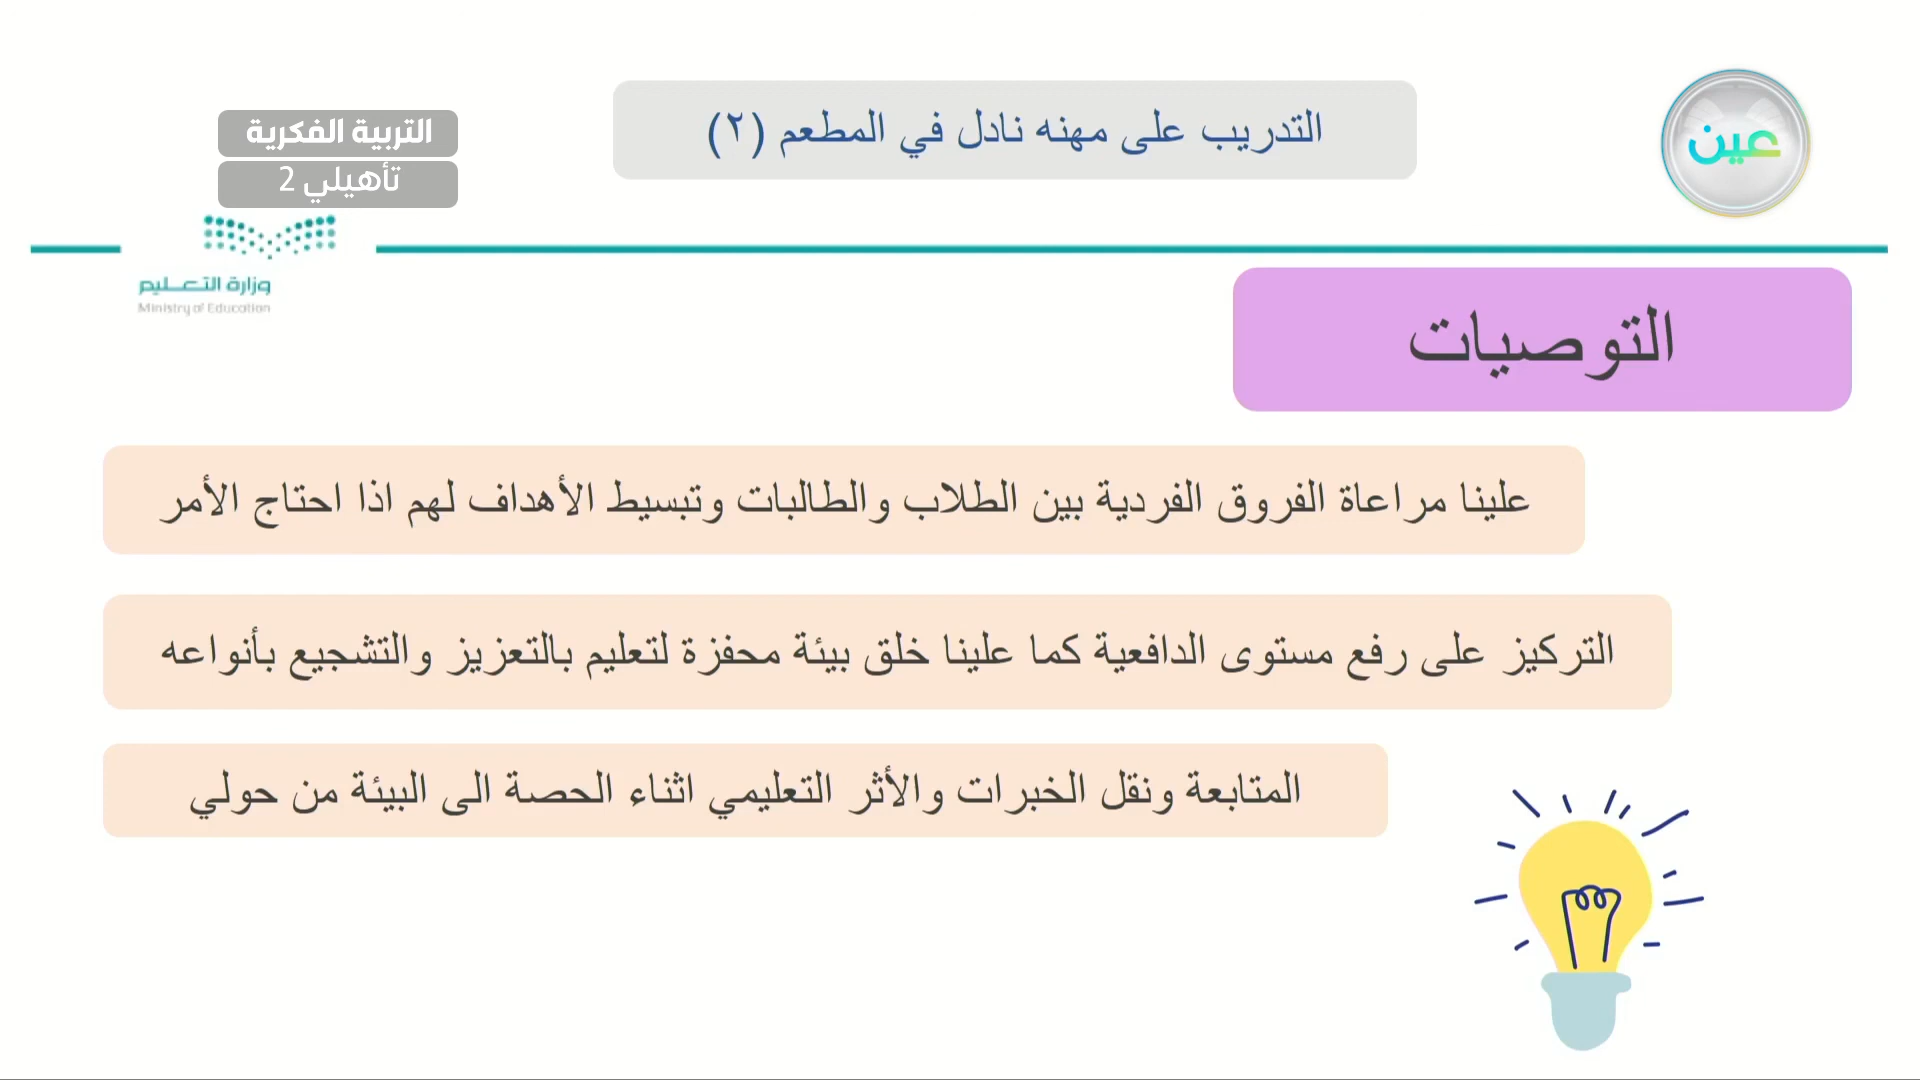 عين
التدريب على مهنه نادل في المطعم (٢)
التربية الفكرية
تأهيلي 2
وزارة التعـــليم
Ministry of Education
التوصيات
علينا مراعاة الفروق الفردية بين الطلاب والطالبات وتبسيط الأهداف لهم اذا احتاج الأمر
التركيز على رفع مستوى الدافعية كما علينا خلق بيئة محفزة لتعليم بالتعزيز والتشجيع بأنواعه
المتابعة ونقل الخبرات والأثر التعليمي اثناء الحصة الى البيئة من حولي